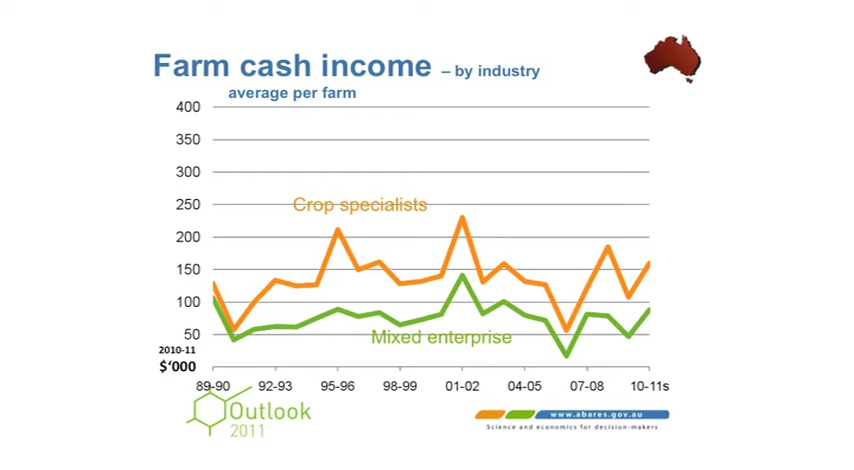 Farm cash income – by industry
average per farm
400
350
300
250
Crop specialists
200
150
100
50
Mixed enterprise
2010-11
$'000
89-90 92-93 95-96 98-99 01-02 04-05 07-08 10-11s
Outlook
2011
www.abares.gov.au
Science and economics for decision-makers